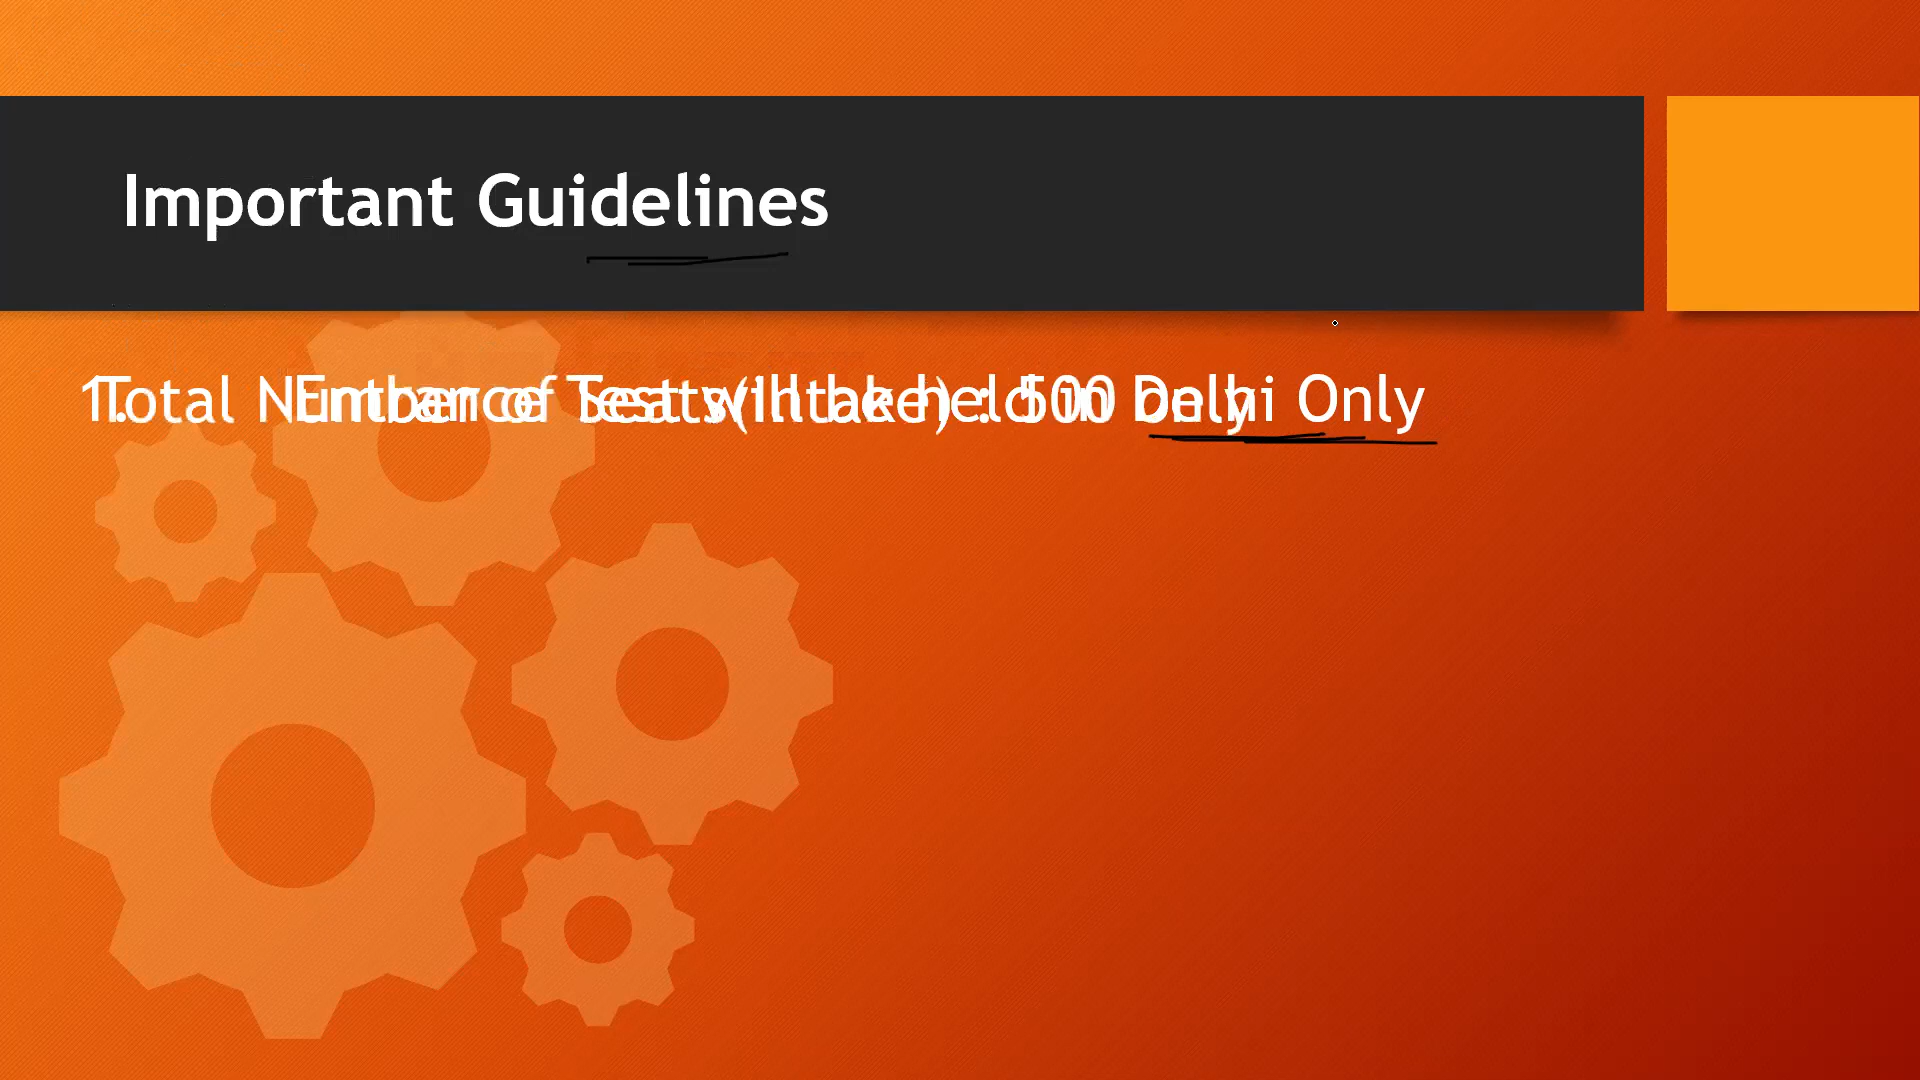 Important Guidelines
1. Entrance Test will be held in Delhi Only
Total Number of Seats (intake) : 500 only